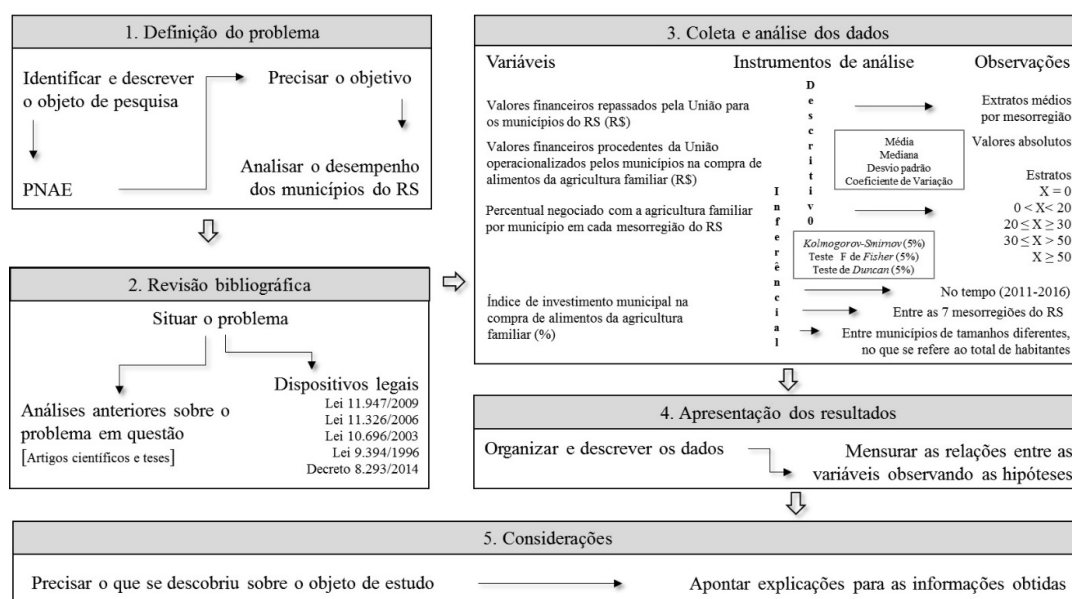 1. Definição do problema
Identificar e descrever
o objeto de pesquisa
Precisar o objetivo
PNAE
Analisar o desempenho
dos municípios do RS
2. Revisão bibliográfica
Situar o problema
Análises anteriores sobre o
problema em questão
[Artigos científicos e teses]
Dispositivos legais
Lei 11.947/2009
Lei 11.326/2006
Lei 10.696/2003
Lei 9.394/1996
Decreto 8.293/2014
3. Coleta e análise dos dados
Variáveis
Valores financeiros repassados pela União para
os municípios do RS (R$)
Valores financeiros procedentes da União
operacionalizados pelos municípios na compra de
alimentos da agricultura familiar (R$)
Percentual negociado com a agricultura familiar
por município em cada mesorregião do RS
Índice de investimento municipal na
compra de alimentos da agricultura
familiar (%)
Instrumentos de análise
Descritiv0
Inferêncial
Média
Mediana
Desvio padrão
Coeficiente de Variação
Kolmogorov-Smirnov (5%)
Teste F de Fisher (5%)
Teste de Duncan (5%)
Observações
Extratos médios
por mesorregião
Valores absolutos
Estratos
X = 0
0 < X< 20
20 ≤ X ≥ 30
30 ≤ X > 50
X ≥ 50
No tempo (2011-2016)
Entre as 7 mesorregiões do RS
Entre municípios de tamanhos diferentes,
no que se refere ao total de habitantes
4. Apresentação dos resultados
Organizar e descrever os dados
Mensurar as relações entre as
variáveis observando as hipóteses
5. Considerações
Precisar o que se descobriu sobre o objeto de estudo
Apontar explicações para as informações obtidas